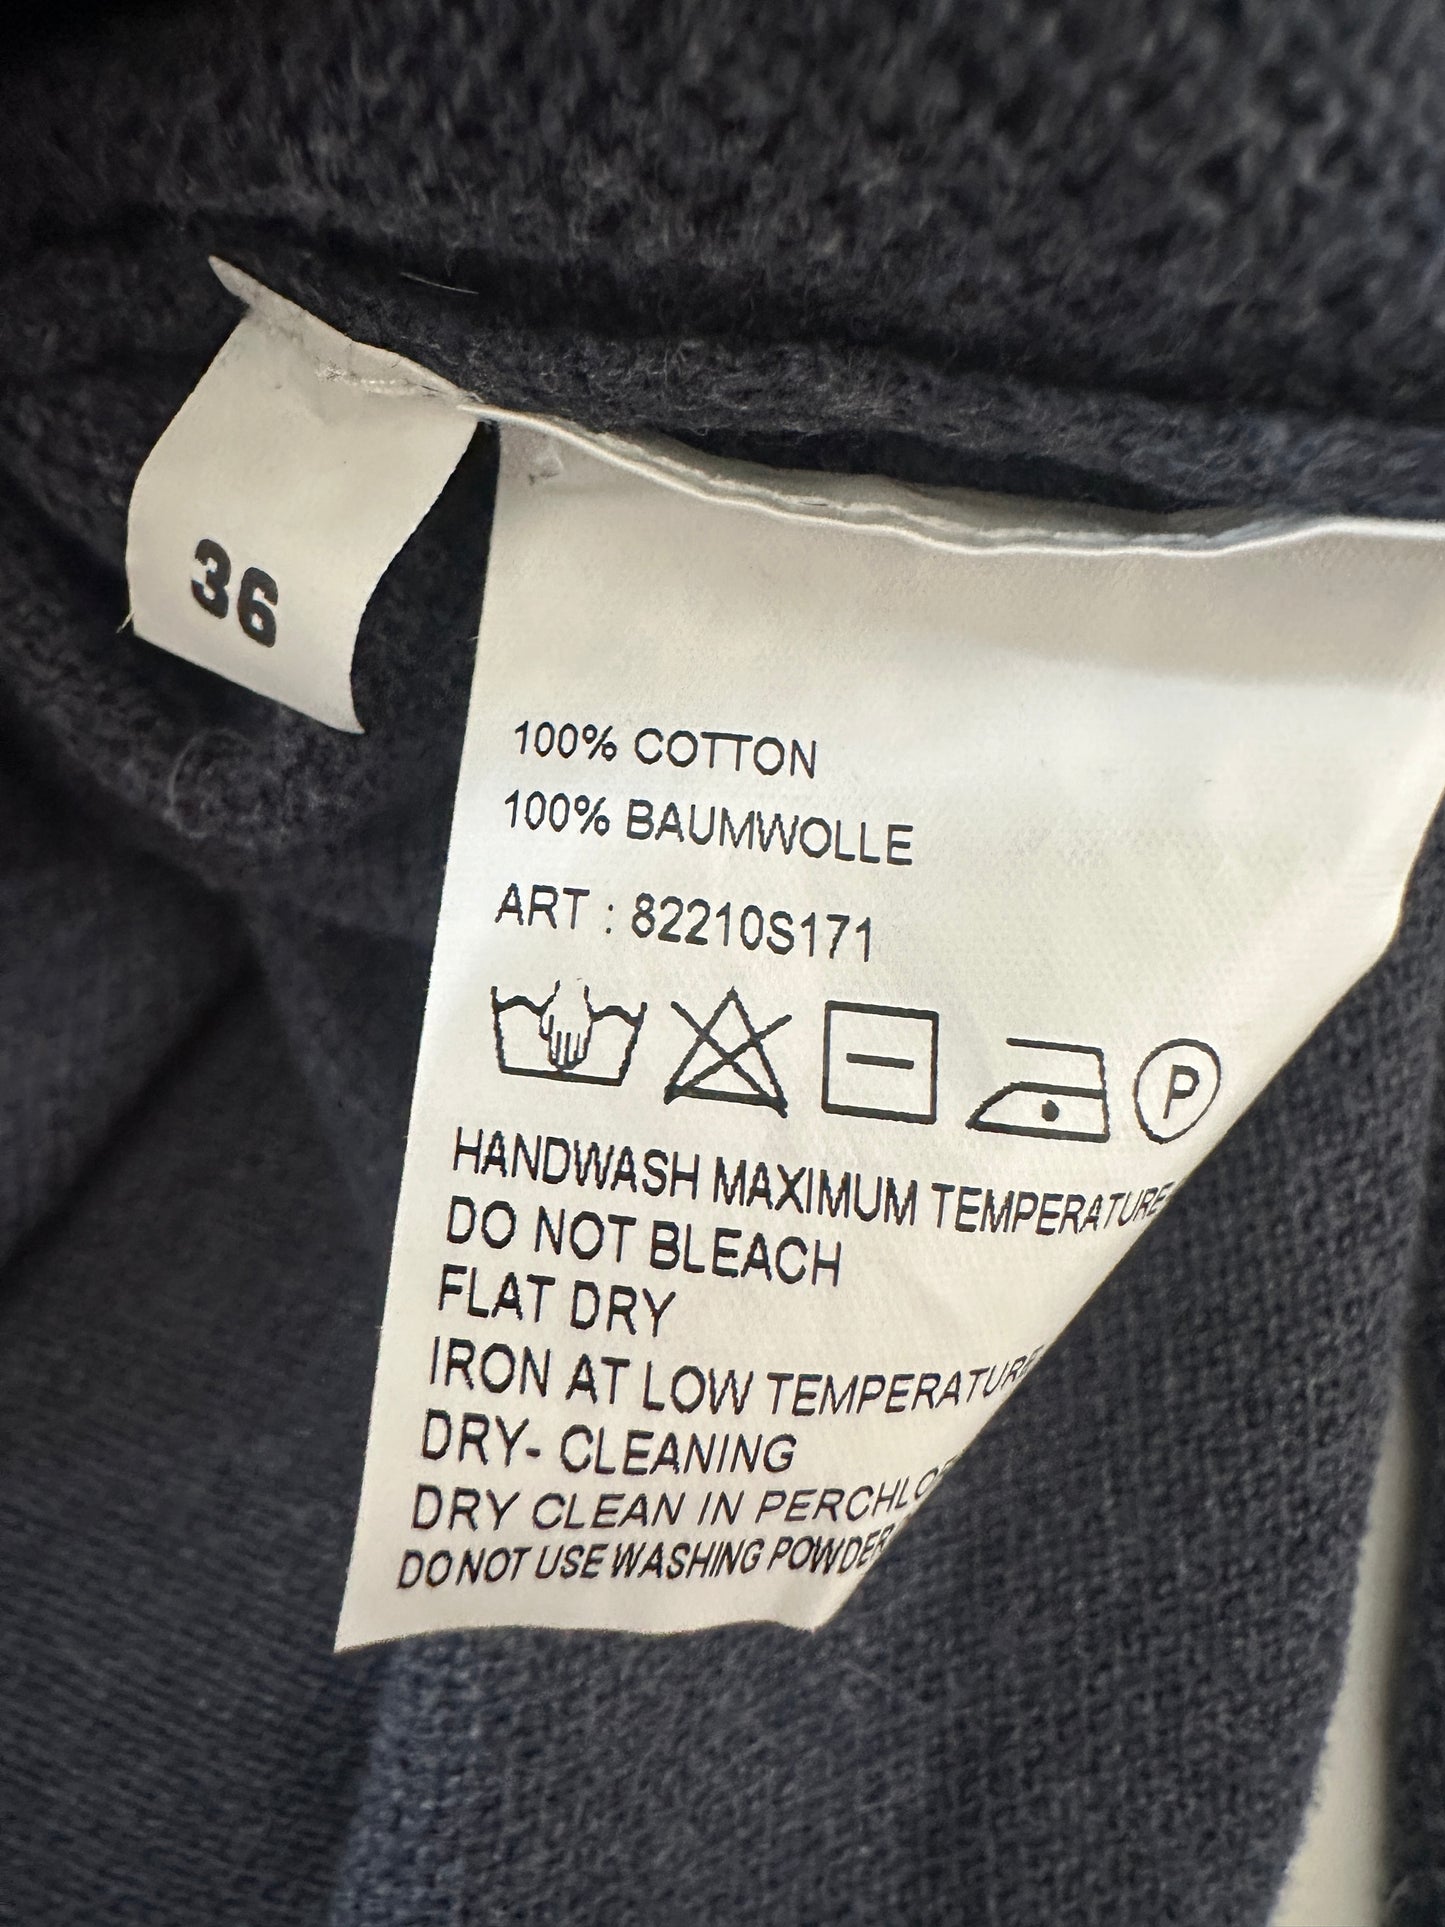 36
100% COTTON
100% BAUMWOLLE
ART : 82210S171
P
HANDWASH MAXIMUM TEMPERATURE
DO NOT BLEACH
FLAT DRY
IRON AT LOW TEMPERATURE
DRY- CLEANING
DRY CLEAN IN
DO NOT USE WASHING POWDER